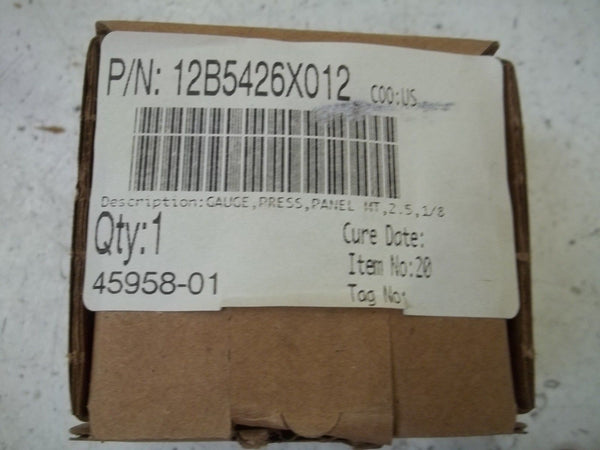 P/N: 12B5426X012 COO:US
Description:GAUGE,PRESS,PANEL MT,2.5,1/8
Qty:1
Cure Date:
Item No:20
45958-01
Tag No: